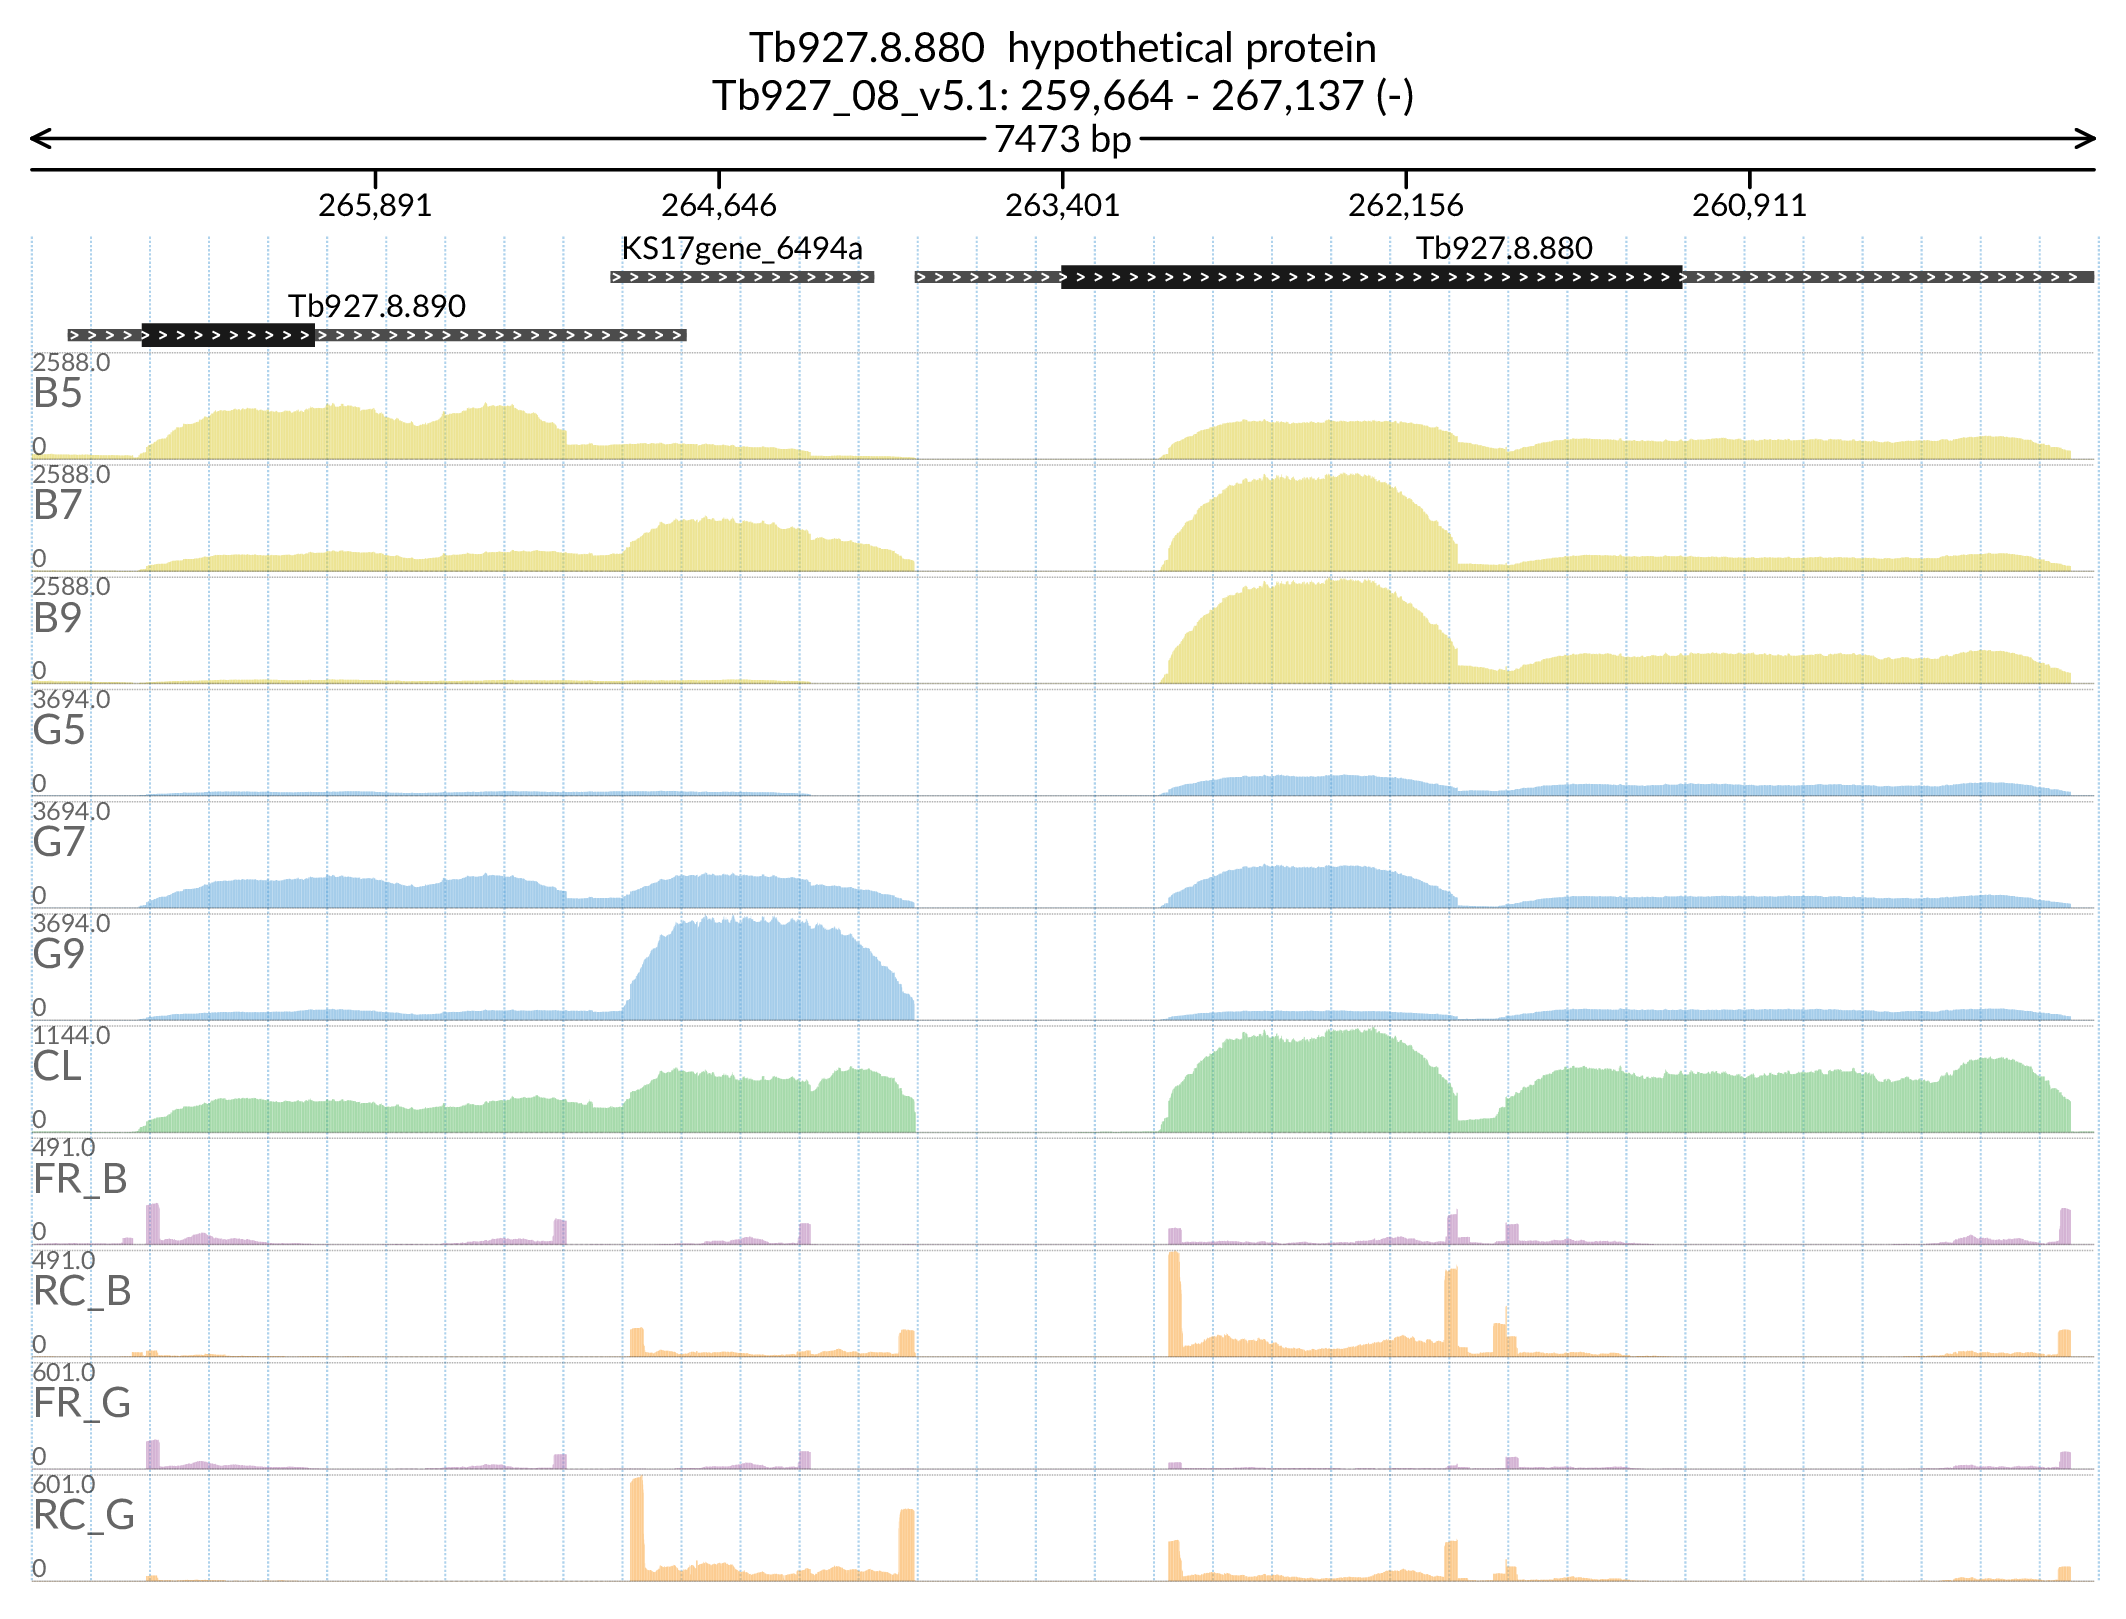 Tb927.8.880  hypothetical protein
Tb927_08_v5.1: 259,664 - 267,137 (-)
7473 bp
265,891 264,646 263,401 262,156 260,911
KS17gene_6494a Tb927.8.880
Tb927.8.890
2588.0
B5
0
2588.0
B7
0
2588.0
B9
0
3694.0
G5
0
3694.0
G7
0
3694.0
G9
0
1144.0
CL
0
491.0
FR_B
0
491.0
RC_B
0
601.0
FR_G
0
601.0
RC_G
0